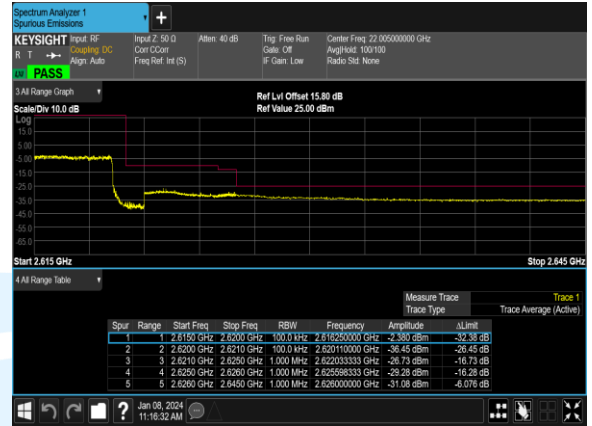 Spectrum Analyzer 1
Spurious Emissions
KEYSIGHT Input: RF Input Z: 50 Ω Atten: 40 dB Trig: Free Run Center Freq: 22.005000000 GHz
R T Coupling: DC Corr CCorr Gate: Off Avg|Hold: 100/100
Align: Auto Freq Ref: Int (S) IF Gain: Low Radio Std: None
LW PASS
3 All Range Graph
Ref Lvl Offset 15.80 dB
Scale/Div 10.0 dB Ref Value 25.00 dBm
Log
15.0
5.00
-5.00
-15.0
-25.0
-35.0
-45.0
-55.0
-65.0
Start 2.615 GHz Stop 2.645 GHz
4 All Range Table
Measure Trace Trace 1
Trace Type Trace Average (Active)
Spur Range Start Freq Stop Freq RBW Frequency Amplitude ΔLimit
1 1 2.6150 GHz 2.6200 GHz 100.0 kHz 2.616250000 GHz -2.380 dBm -32.38 dB
2 2 2.6200 GHz 2.6210 GHz 100.0 kHz 2.620110000 GHz -36.45 dBm -26.45 dB
3 3 2.6210 GHz 2.6250 GHz 1.000 MHz 2.622033333 GHz -26.73 dBm -16.73 dB
4 4 2.6250 GHz 2.6260 GHz 1.000 MHz 2.625598333 GHz -29.28 dBm -16.28 dB
5 5 2.6260 GHz 2.6450 GHz 1.000 MHz 2.626000000 GHz -31.08 dBm -6.076 dB
? Jan 08, 2024
11:16:32 AM